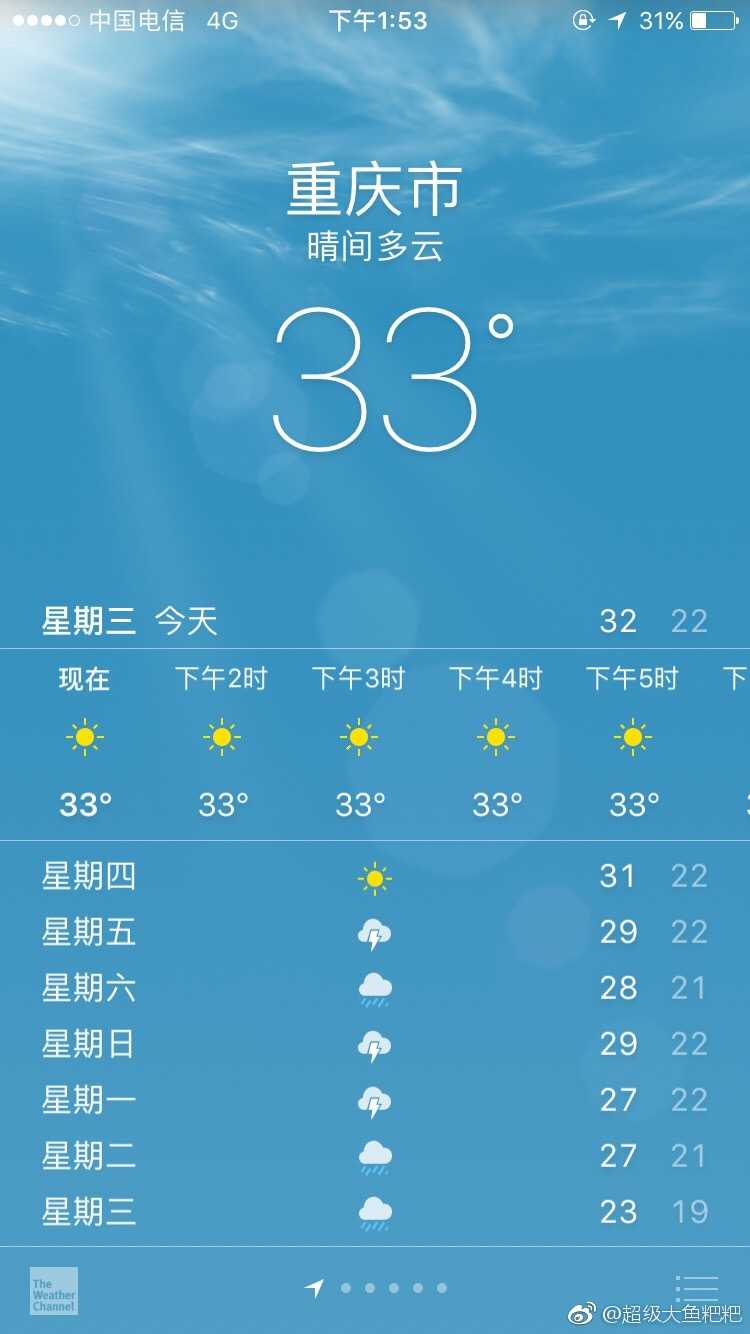 中国电信 4G 下午1:53 31%
重庆市
晴间多云
33°
星期三 今天 32 22
现在 下午2时 下午3时 下午4时 下午5时 下
33° 33° 33° 33° 33°
星期四 31 22
星期五 29 22
星期六 28 21
星期日 29 22
星期一 27 22
星期二 27 21
星期三 23 19
The
Weather
Channel
@超级大鱼粑粑